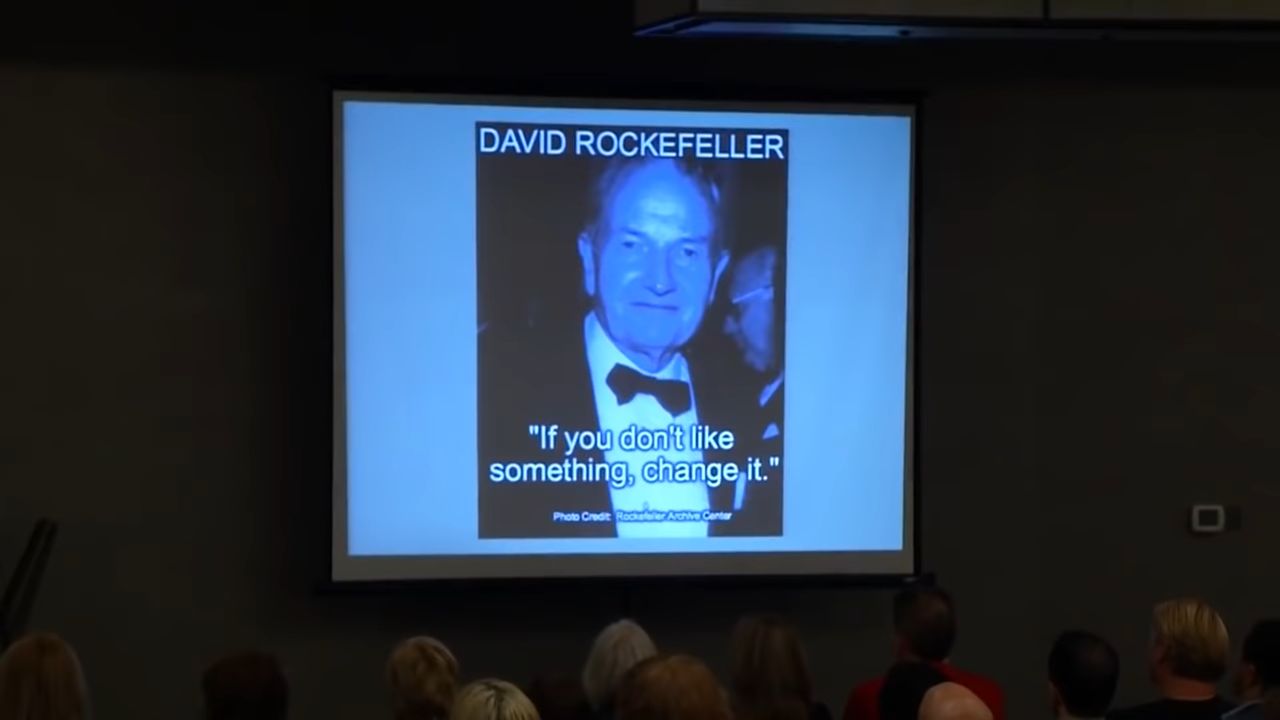 DAVID ROCKEFELLER
"If you don't like
something, change it."
Photo Credit: Rockefeller Archive Center